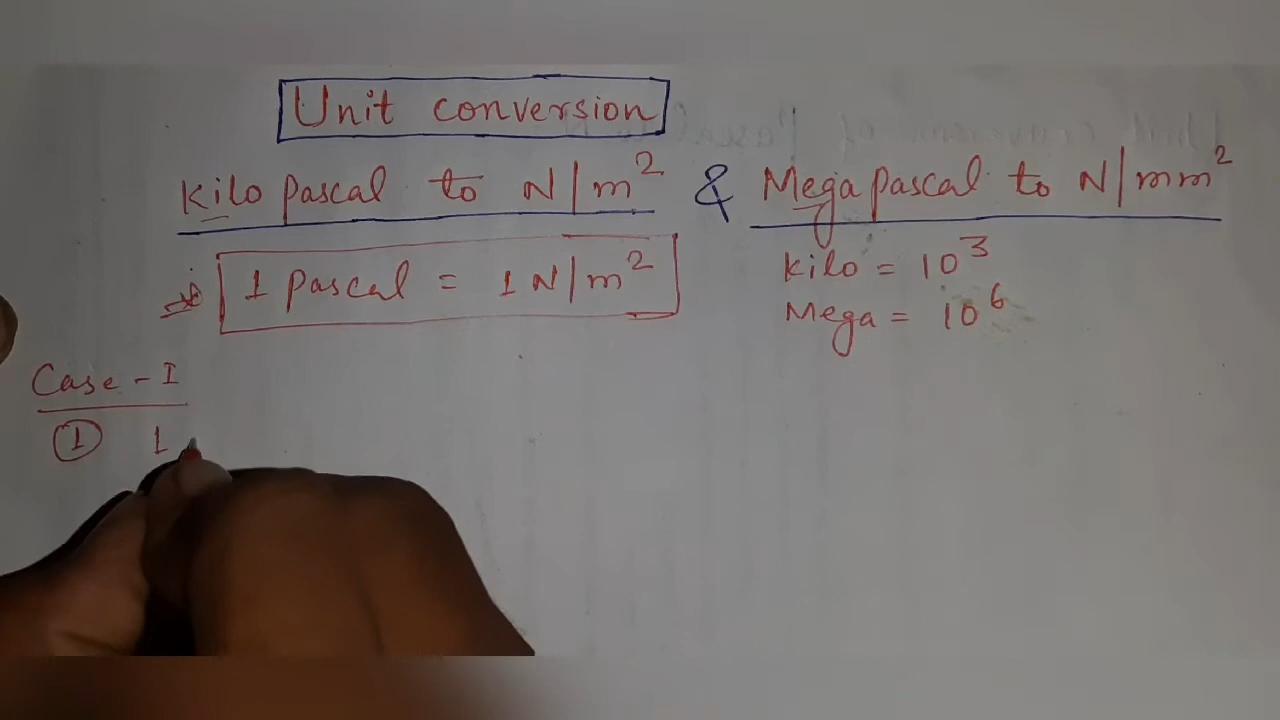 Unit conversion
Kilo pascal to N/m² & Mega pascal to N/mm²
1 Pascal = 1 N/m²
Kilo = 10³
Mega = 10⁶
Case - I
① 1